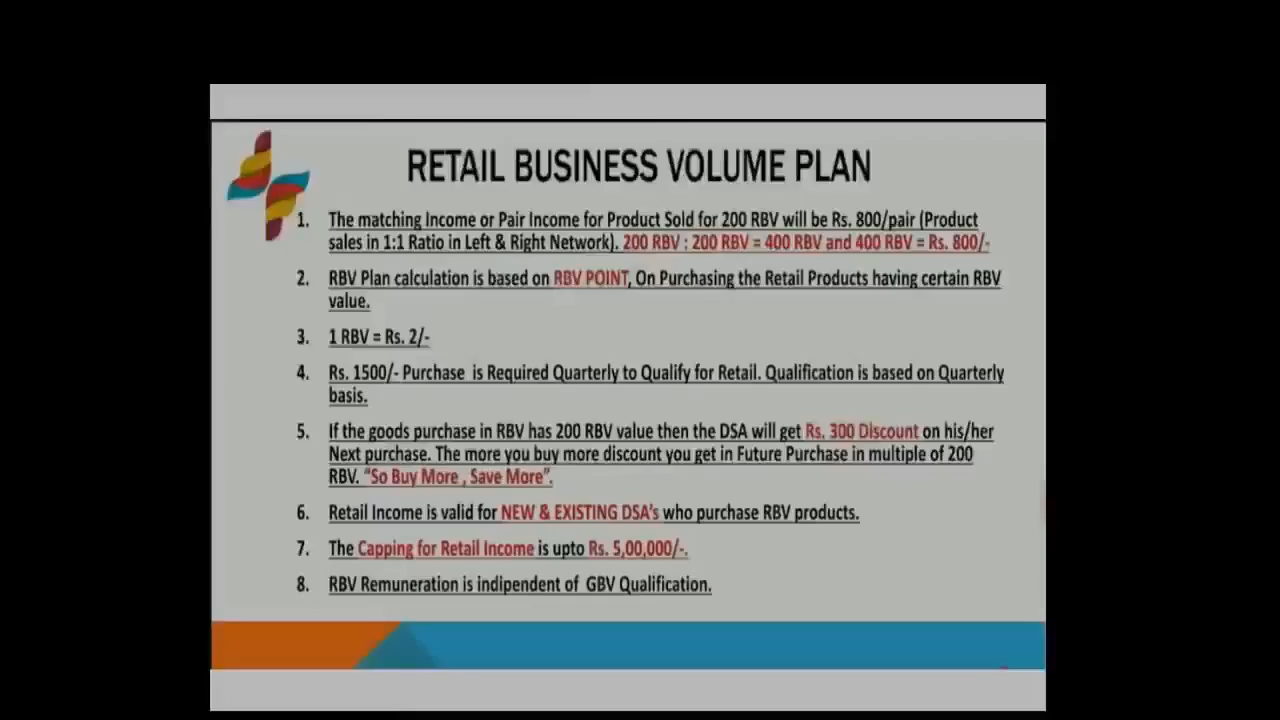 RETAIL BUSINESS VOLUME PLAN
1. The matching Income or Pair Income for Product Sold for 200 RBV will be Rs. 800/pair (Product
sales in 1:1 Ratio in Left & Right Network). 200 RBV : 200 RBV = 400 RBV and 400 RBV = Rs. 800/-
2. RBV Plan calculation is based on RBV POINT, On Purchasing the Retail Products having certain RBV
value.
3. 1 RBV = Rs. 2/-
4. Rs. 1500/- Purchase is Required Quarterly to Qualify for Retail. Qualification is based on Quarterly
basis.
5. If the goods purchase in RBV has 200 RBV value then the DSA will get Rs. 300 Discount on his/her
Next purchase. The more you buy more discount you get in Future Purchase in multiple of 200
RBV. “So Buy More , Save More”.
6. Retail Income is valid for NEW & EXISTING DSA's who purchase RBV products.
7. The Capping for Retail Income is upto Rs. 5,00,000/-.
8. RBV Remuneration is indipendent of GBV Qualification.